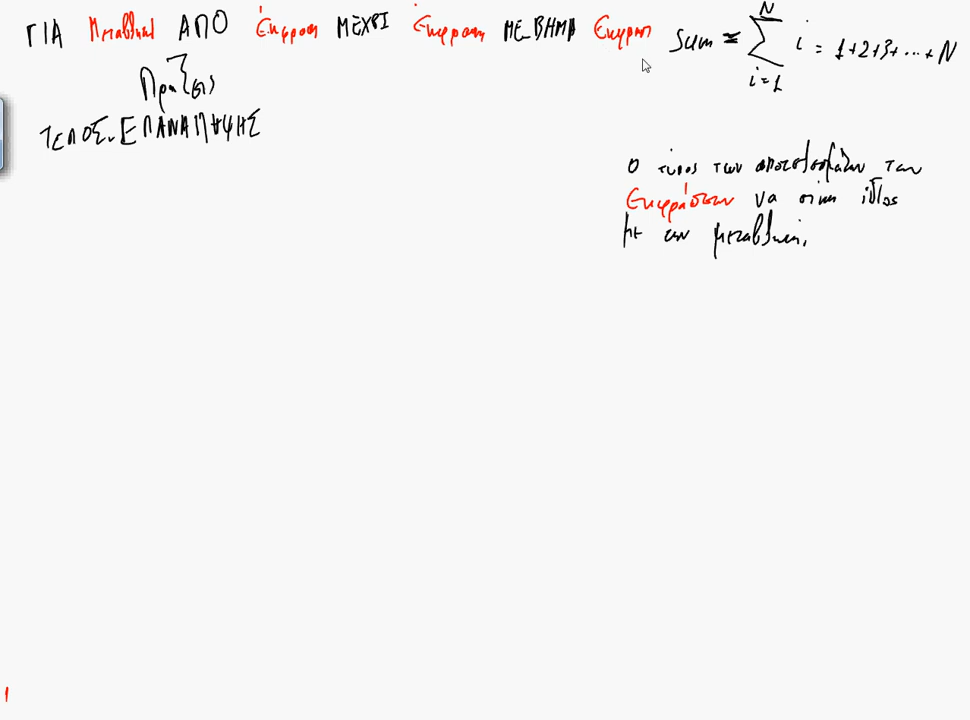 ΓΙΑ Μεταβλητή ΑΠΟ Έκφραση ΜΕΧΡΙ Έκφραση ΜΕ_ΒΗΜΑ Έκφραση
Sum = ∑ i=1 N i = 1+2+3+...+N
Πράξεις
ΤΕΛΟΣ_ΕΠΑΝΑΛΗΨΗΣ
Ο τύπος των αποτελεσμάτων των
Εκφράσεων να είναι ίδιος
με την μεταβλητή.